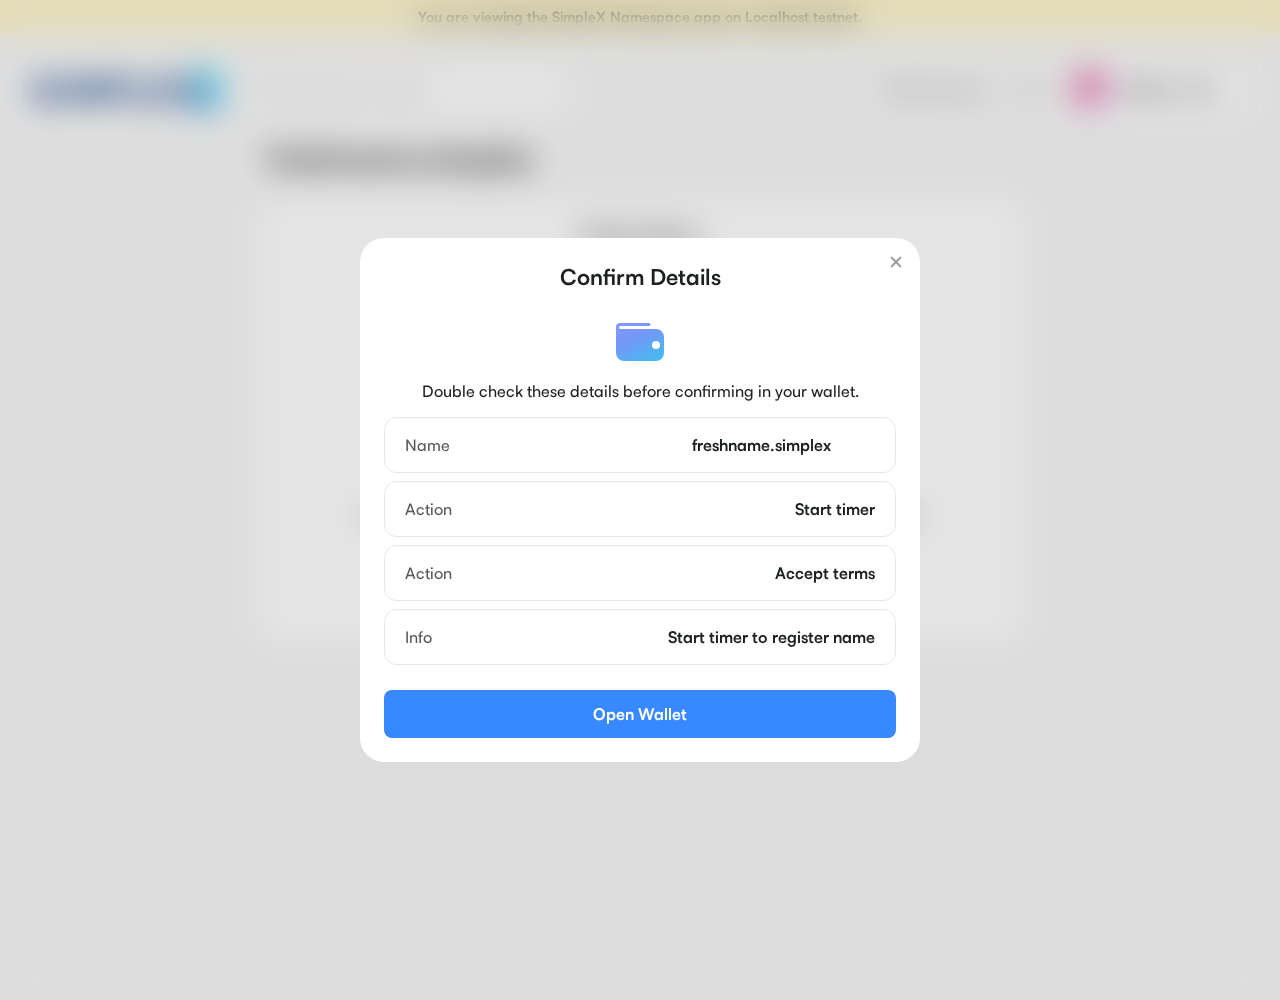 You are viewing the SimpleX Namespace app on Localhost testnet.
Confirm Details
Double check these details before confirming in your wallet.
Name freshname.simplex
Action Start timer
Action Accept terms
Info Start timer to register name
Open Wallet